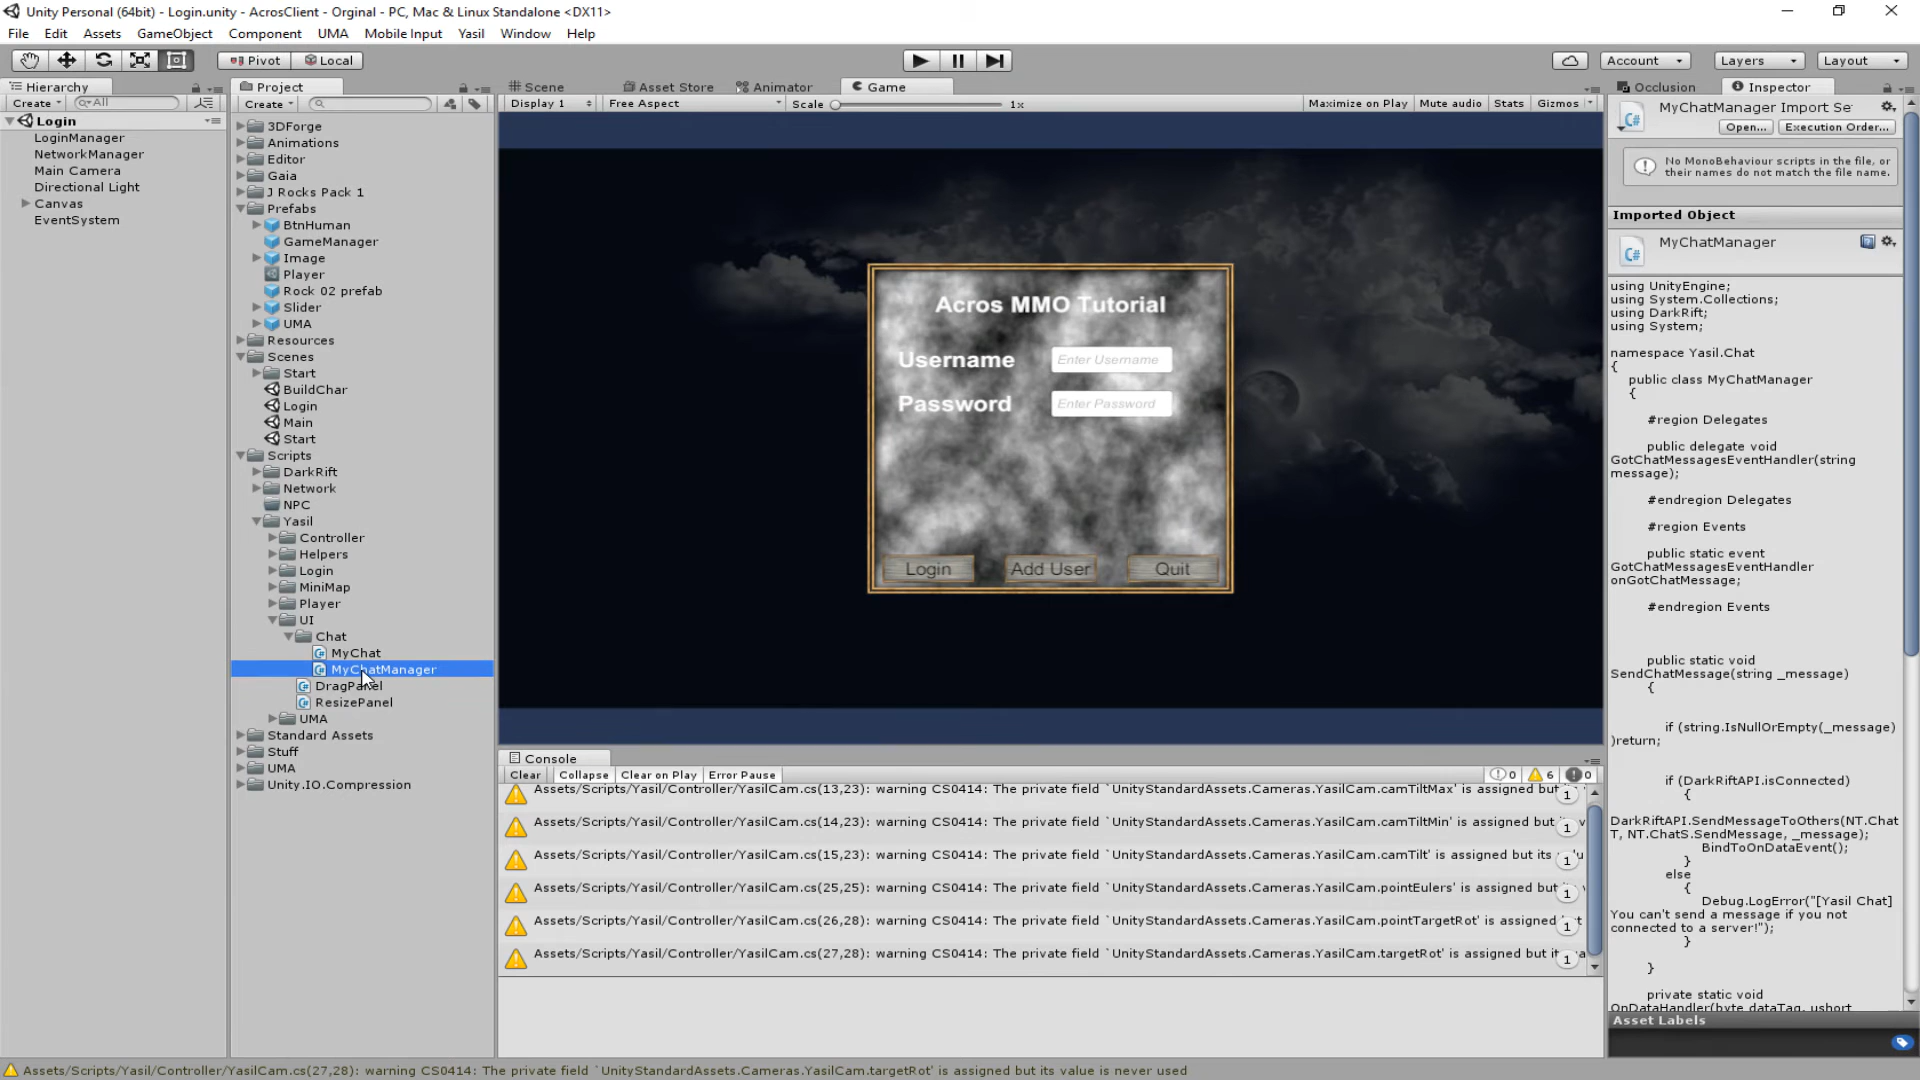 Unity Personal (64bit) - Login.unity - AcrosClient - Orginal - PC, Mac & Linux Standalone <DX11>
File Edit Assets GameObject Component UMA Mobile Input Yasil Window Help
Pivot Local Account Layers Layout
Hierarchy
Create All
Login
LoginManager
NetworkManager
Main Camera
Directional Light
Canvas
EventSystem
Project
Create
3DForge
Animations
Editor
Gaia
J Rocks Pack 1
Prefabs
BtnHuman
GameManager
Image
Player
Rock 02 prefab
Slider
UMA
Resources
Scenes
Start
BuildChar
Login
Main
Start
Scripts
DarkRift
Network
NPC
Yasil
Controller
Helpers
Login
MiniMap
Player
UI
Chat
MyChat
MyChatManager
DragPanel
ResizePanel
UMA
Standard Assets
Stuff
UMA
Unity.IO.Compression
Scene Asset Store Animator Game
Display 1 Free Aspect Scale 1x Maximize on Play Mute audio Stats Gizmos
Acros MMO Tutorial
Username Enter Username
Password Enter Password
Login Add User Quit
Console
Clear Collapse Clear on Play Error Pause 0 6 0
Assets/Scripts/Yasil/Controller/YasilCam.cs(13,23): warning CS0414: The private field `UnityStandardAssets.Cameras.YasilCam.camTiltMax' is assigned but 1
Assets/Scripts/Yasil/Controller/YasilCam.cs(14,23): warning CS0414: The private field `UnityStandardAssets.Cameras.YasilCam.camTiltMin' is assigned but 1
Assets/Scripts/Yasil/Controller/YasilCam.cs(15,23): warning CS0414: The private field `UnityStandardAssets.Cameras.YasilCam.camTilt' is assigned but its 1
Assets/Scripts/Yasil/Controller/YasilCam.cs(25,25): warning CS0414: The private field `UnityStandardAssets.Cameras.YasilCam.pointEulers' is assigned but 1
Assets/Scripts/Yasil/Controller/YasilCam.cs(26,28): warning CS0414: The private field `UnityStandardAssets.Cameras.YasilCam.pointTargetRot' is assigned 1
Assets/Scripts/Yasil/Controller/YasilCam.cs(27,28): warning CS0414: The private field `UnityStandardAssets.Cameras.YasilCam.targetRot' is assigned but 1
Occlusion Inspector
MyChatManager Import Se
Open... Execution Order...
No MonoBehaviour scripts in the file, or
their names do not match the file name.
Imported Object
MyChatManager
using UnityEngine;
using System.Collections;
using DarkRift;
using System;
namespace Yasil.Chat
{
public class MyChatManager
{
#region Delegates
public delegate void
GotChatMessagesEventHandler(string
message);
#endregion Delegates
#region Events
public static event
GotChatMessagesEventHandler
onGotChatMessage;
#endregion Events
public static void
SendChatMessage(string _message)
{
if (string.IsNullOrEmpty(_message)
)return;
if (DarkRiftAPI.isConnected)
{
DarkRiftAPI.SendMessageToOthers(NT.Chat
T, NT.ChatS.SendMessage, _message);
BindToOnDataEvent();
}
else
{
Debug.LogError("[Yasil Chat]
You can't send a message if you not
connected to a server!");
}
}
private static void
OnDataHandler(byte dataTag, ushort
Asset Labels
Assets/Scripts/Yasil/Controller/YasilCam.cs(27,28): warning CS0414: The private field `UnityStandardAssets.Cameras.YasilCam.targetRot' is assigned but its value is never used